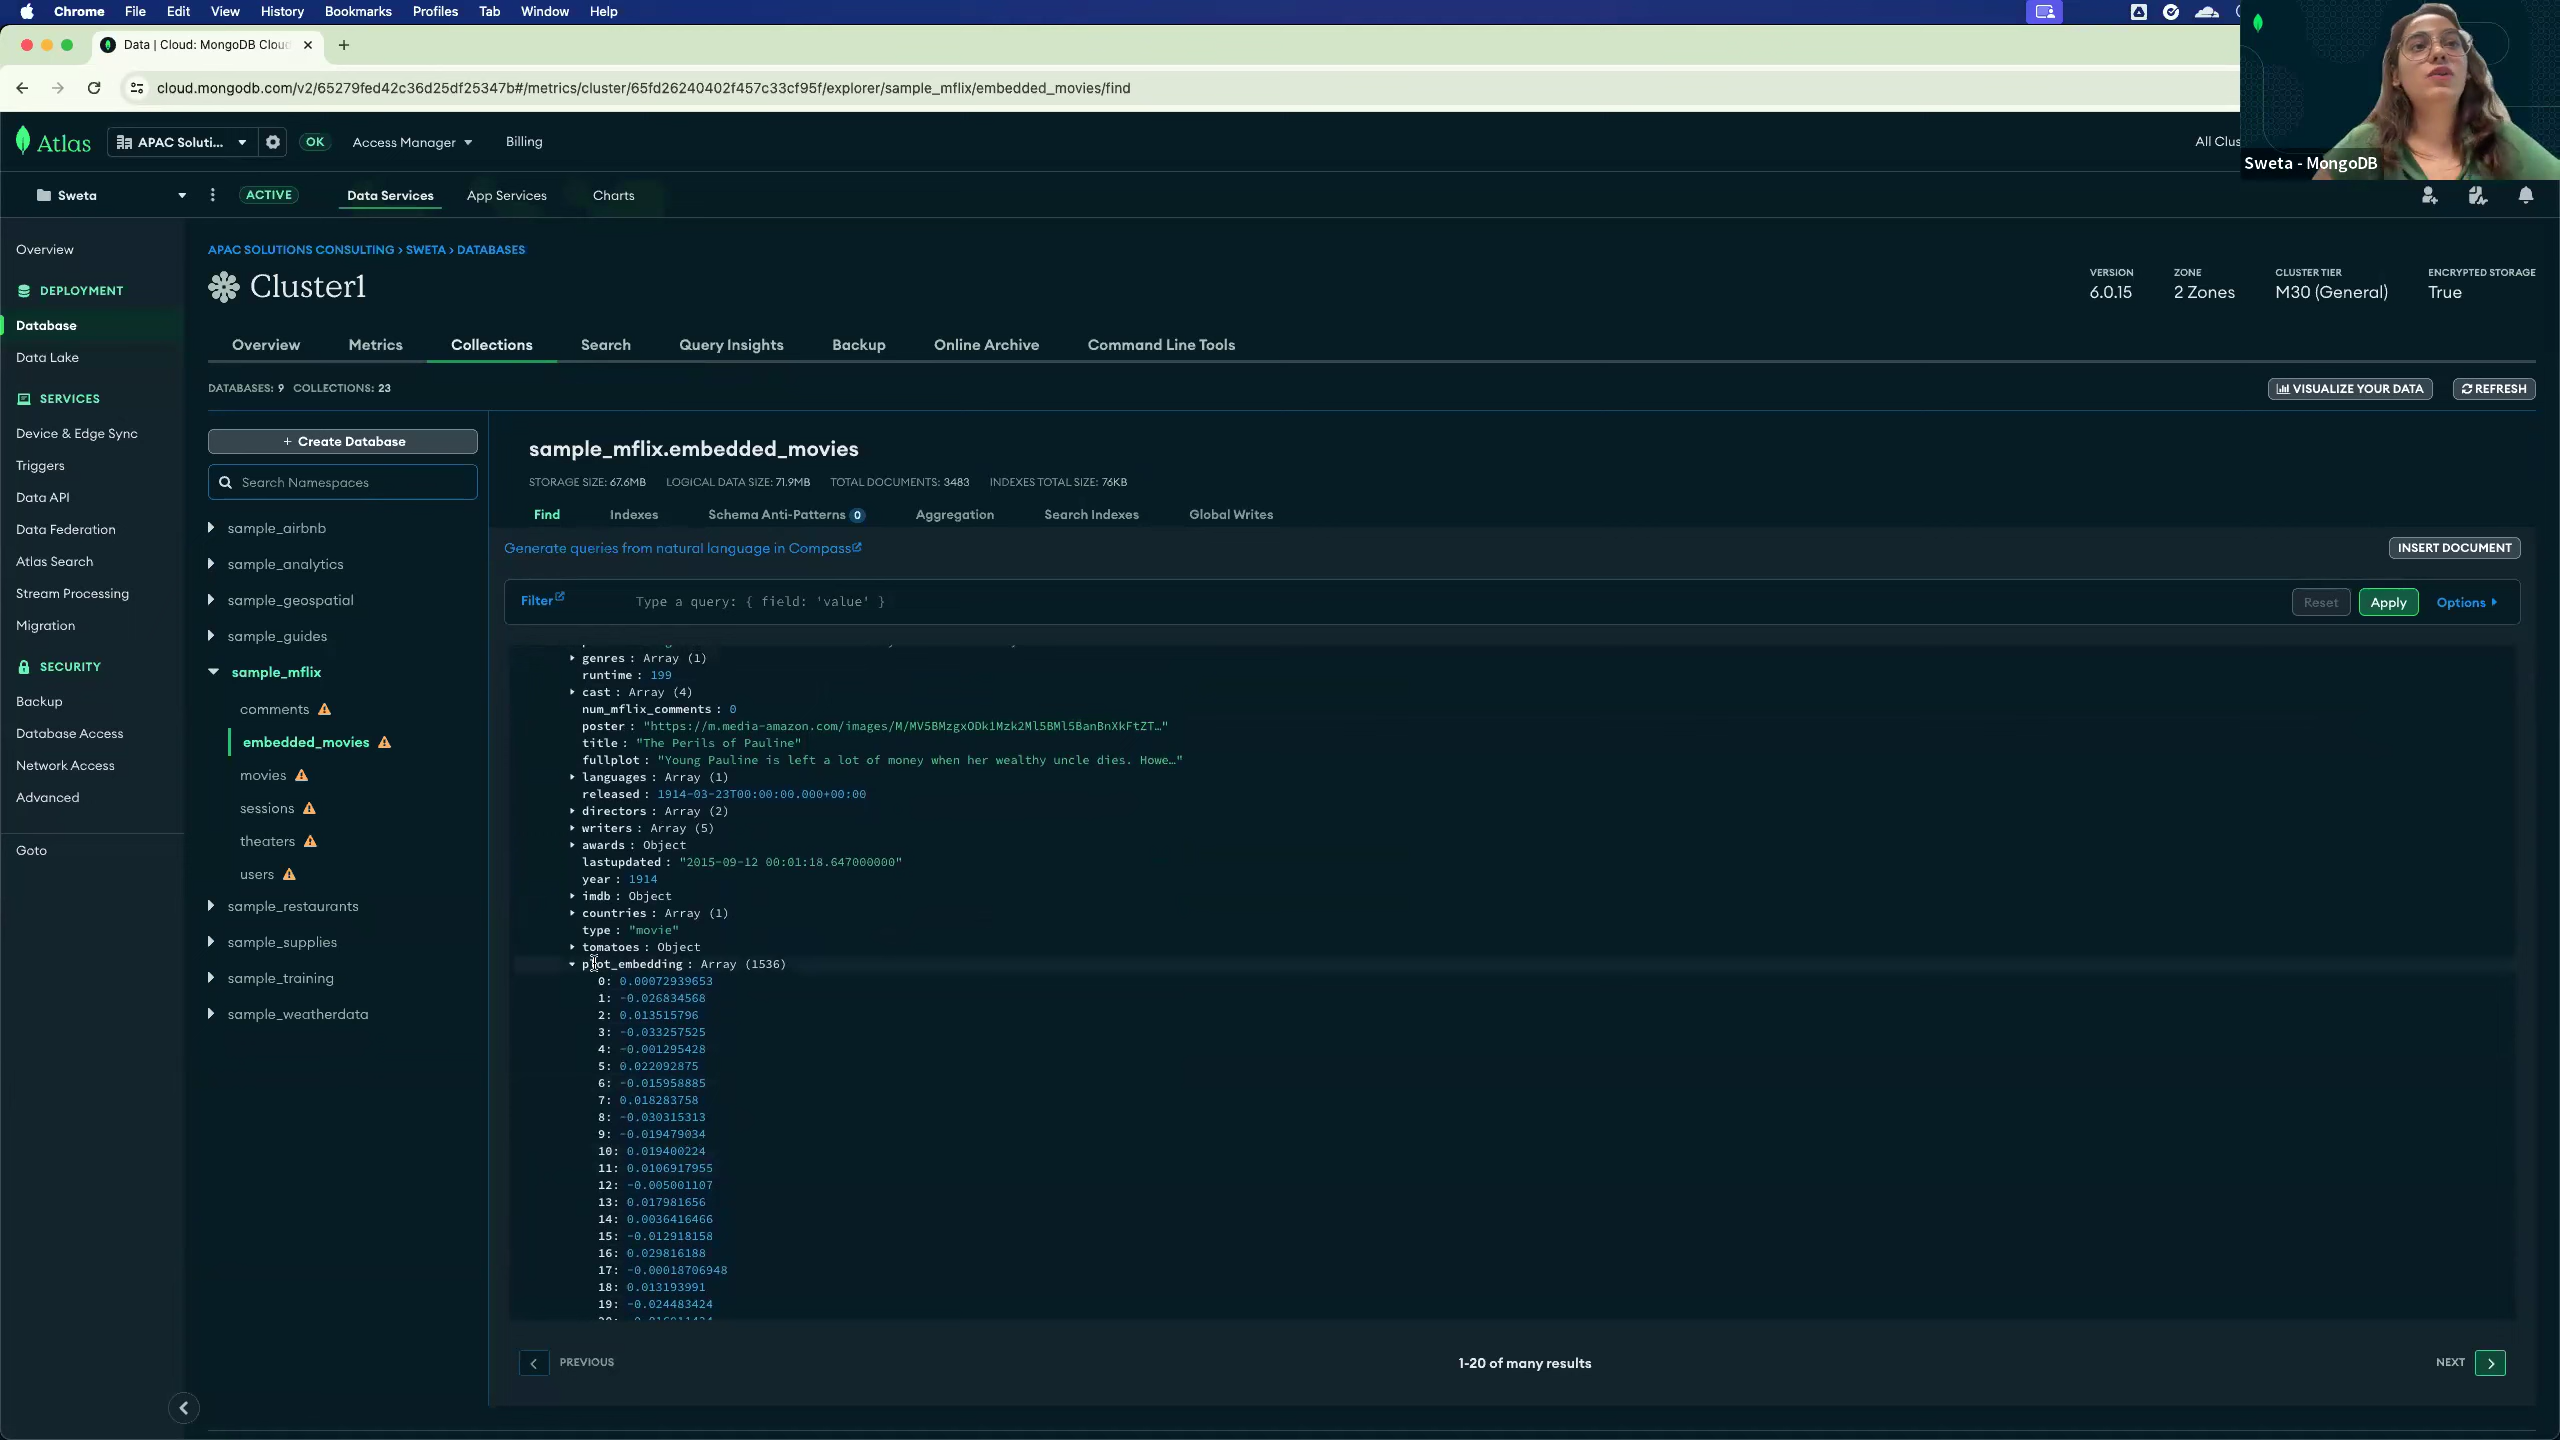 Chrome File Edit View History Bookmarks Profiles Tab Window Help
Data | Cloud: MongoDB Cloud
cloud.mongodb.com/v2/65279fed42c36d25df25347b#/metrics/cluster/65fd26240402f457c33cf95f/explorer/sample_mflix/embedded_movies/find
Sweta - MongoDB
Atlas APAC Soluti... OK Access Manager Billing All Clus
Sweta ACTIVE Data Services App Services Charts
Overview
DEPLOYMENT
Database
Data Lake
SERVICES
Device & Edge Sync
Triggers
Data API
Data Federation
Atlas Search
Stream Processing
Migration
SECURITY
Backup
Database Access
Network Access
Advanced
Goto
APAC SOLUTIONS CONSULTING > SWETA > DATABASES
Cluster1
VERSION ZONE CLUSTER TIER ENCRYPTED STORAGE
6.0.15 2 Zones M30 (General) True
Overview Metrics Collections Search Query Insights Backup Online Archive Command Line Tools
DATABASES: 9 COLLECTIONS: 23
VISUALIZE YOUR DATA REFRESH
+ Create Database
Search Namespaces
sample_airbnb
sample_analytics
sample_geospatial
sample_guides
sample_mflix
comments
embedded_movies
movies
sessions
theaters
users
sample_restaurants
sample_supplies
sample_training
sample_weatherdata
sample_mflix.embedded_movies
STORAGE SIZE: 67.6MB LOGICAL DATA SIZE: 71.9MB TOTAL DOCUMENTS: 3483 INDEXES TOTAL SIZE: 76KB
Find Indexes Schema Anti-Patterns 0 Aggregation Search Indexes Global Writes
Generate queries from natural language in Compass
INSERT DOCUMENT
Filter Type a query: { field: 'value' } Reset Apply Options
genres : Array (1)
runtime : 199
cast : Array (4)
num_mflix_comments : 0
poster : "https://m.media-amazon.com/images/M/MV5BMzgxODk1Mzk2Ml5BMl5BanBnXkFtZT…"
title : "The Perils of Pauline"
fullplot : "Young Pauline is left a lot of money when her wealthy uncle dies. Howe…"
languages : Array (1)
released : 1914-03-23T00:00:00.000+00:00
directors : Array (2)
writers : Array (5)
awards : Object
lastupdated : "2015-09-12 00:01:18.647000000"
year : 1914
imdb : Object
countries : Array (1)
type : "movie"
tomatoes : Object
plot_embedding : Array (1536)
0: 0.00072939653
1: -0.026834568
2: 0.013515796
3: -0.033257525
4: -0.001295428
5: 0.022092875
6: -0.015958885
7: 0.018283758
8: -0.030315313
9: -0.019479034
10: 0.019400224
11: 0.0106917955
12: -0.005001107
13: 0.017981656
14: 0.0036416466
15: -0.012918158
16: 0.029816188
17: -0.00018706948
18: 0.013193991
19: -0.024483424
PREVIOUS 1-20 of many results NEXT